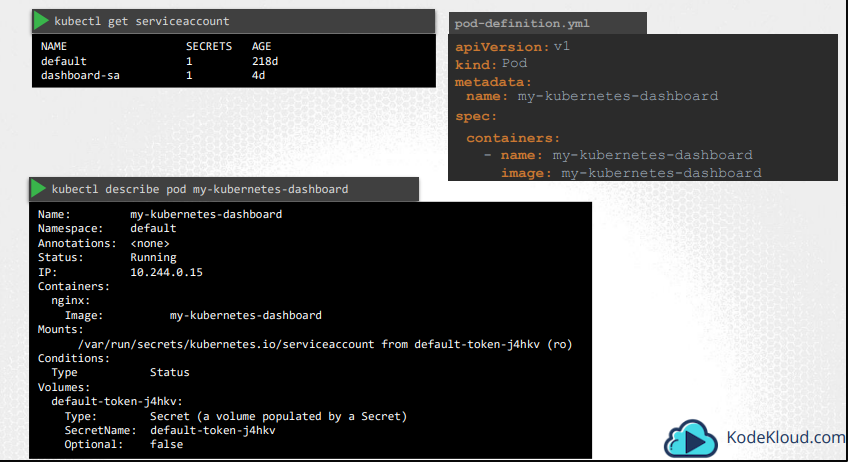 kubectl get serviceaccount
NAME SECRETS AGE
default 1 218d
dashboard-sa 1 4d
pod-definition.yml
apiVersion: v1
kind: Pod
metadata:
name: my-kubernetes-dashboard
spec:
containers:
- name: my-kubernetes-dashboard
image: my-kubernetes-dashboard
kubectl describe pod my-kubernetes-dashboard
Name: my-kubernetes-dashboard
Namespace: default
Annotations: <none>
Status: Running
IP: 10.244.0.15
Containers:
nginx:
Image: my-kubernetes-dashboard
Mounts:
/var/run/secrets/kubernetes.io/serviceaccount from default-token-j4hkv (ro)
Conditions:
Type Status
Volumes:
default-token-j4hkv:
Type: Secret (a volume populated by a Secret)
SecretName: default-token-j4hkv
Optional: false
KodeKloud.com